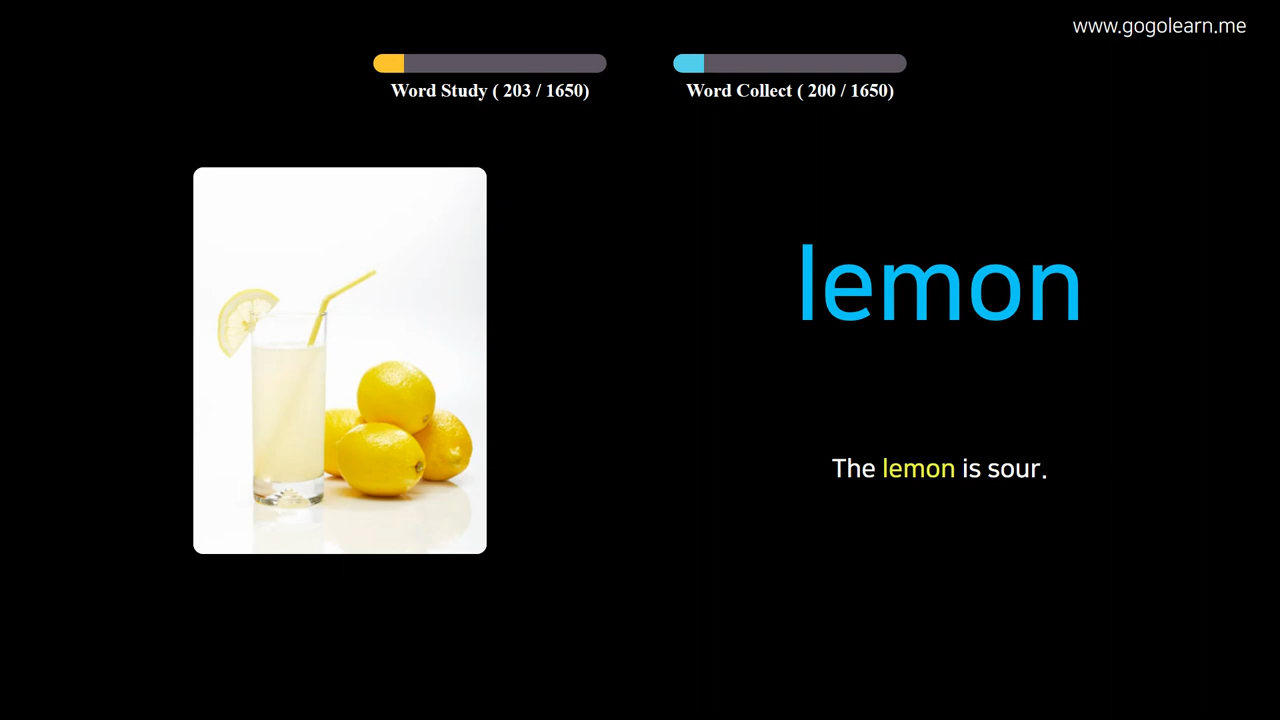 www.gogolearn.me
Word Study ( 203 / 1650)
Word Collect ( 200 / 1650)
lemon
The lemon is sour.